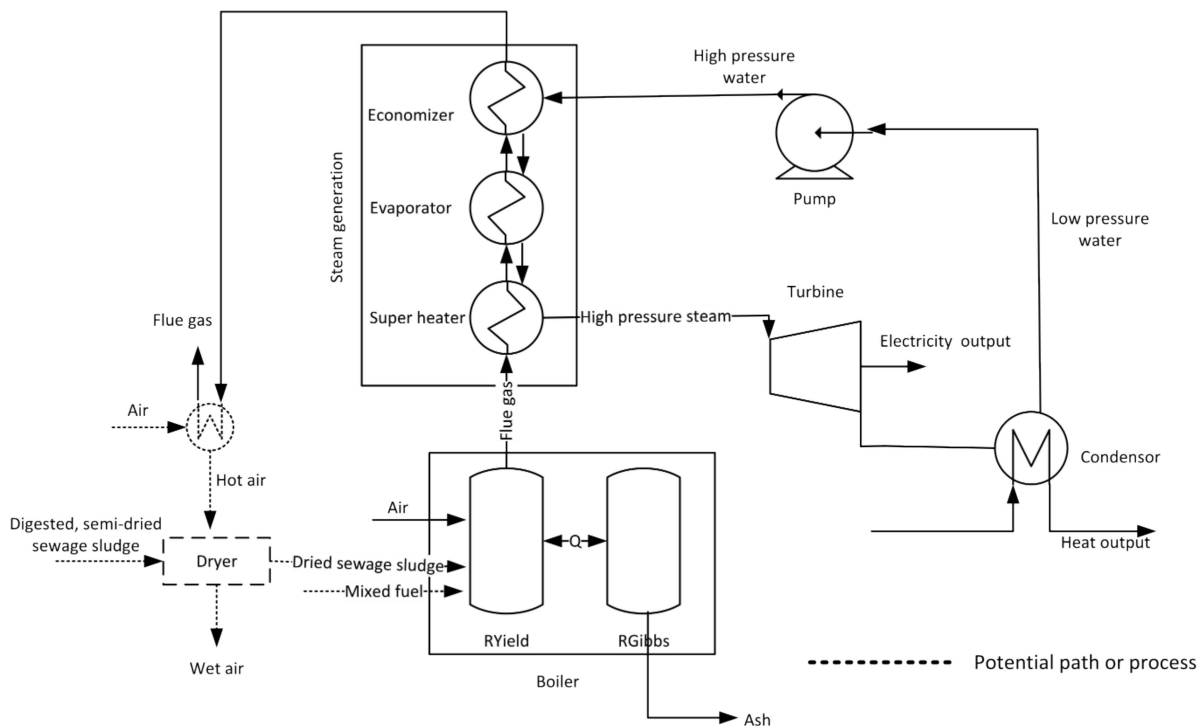 High pressure
water
Economizer
Steam generation
Evaporator
Pump
Low pressure
water
Super heater
High pressure steam
Turbine
Flue gas
Electricity output
Flue gas
Air
Condensor
Hot air
Air
Digested, semi-dried
sewage sludge
Dryer
Dried sewage sludge
Q
Heat output
Mixed fuel
RYield
RGibbs
Wet air
Boiler
Potential path or process
Ash